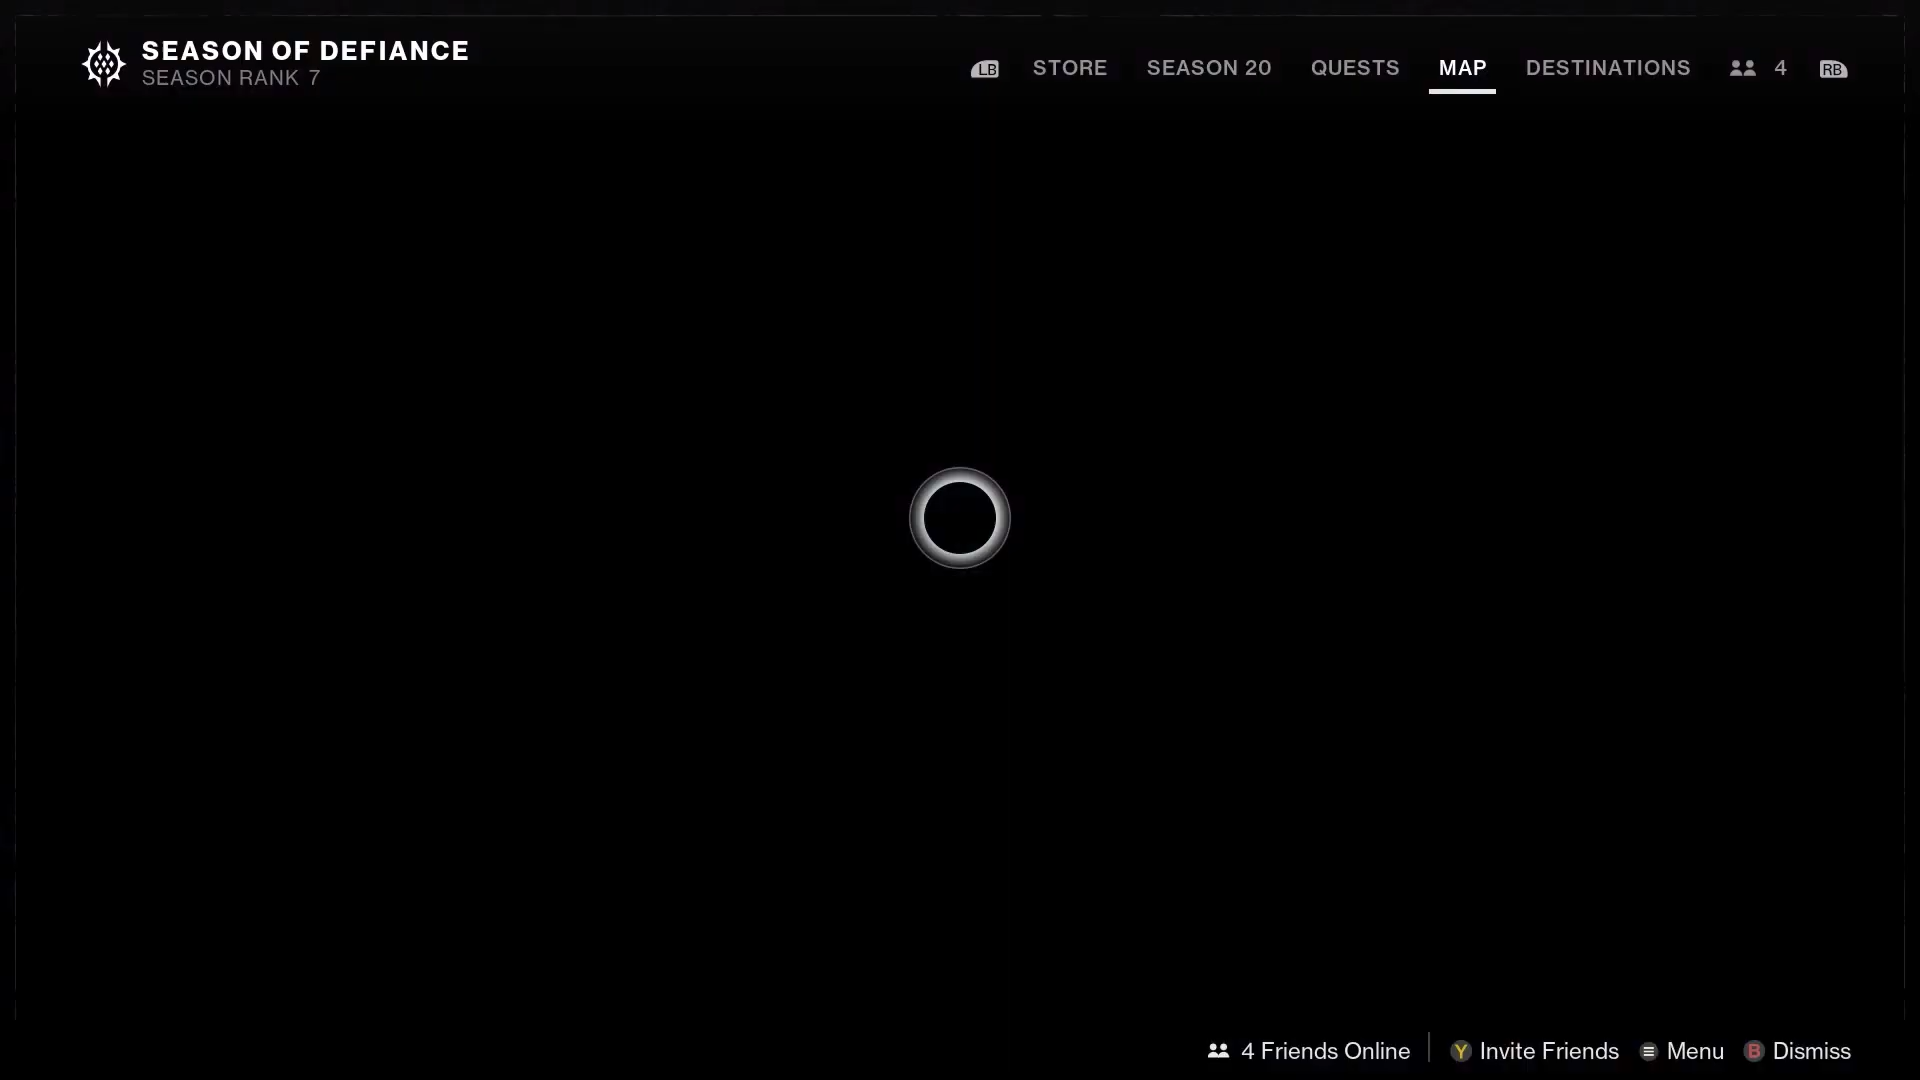 SEASON OF DEFIANCE
SEASON RANK 7
LB STORE SEASON 20 QUESTS MAP DESTINATIONS 4 RB
4 Friends Online Y Invite Friends Menu B Dismiss